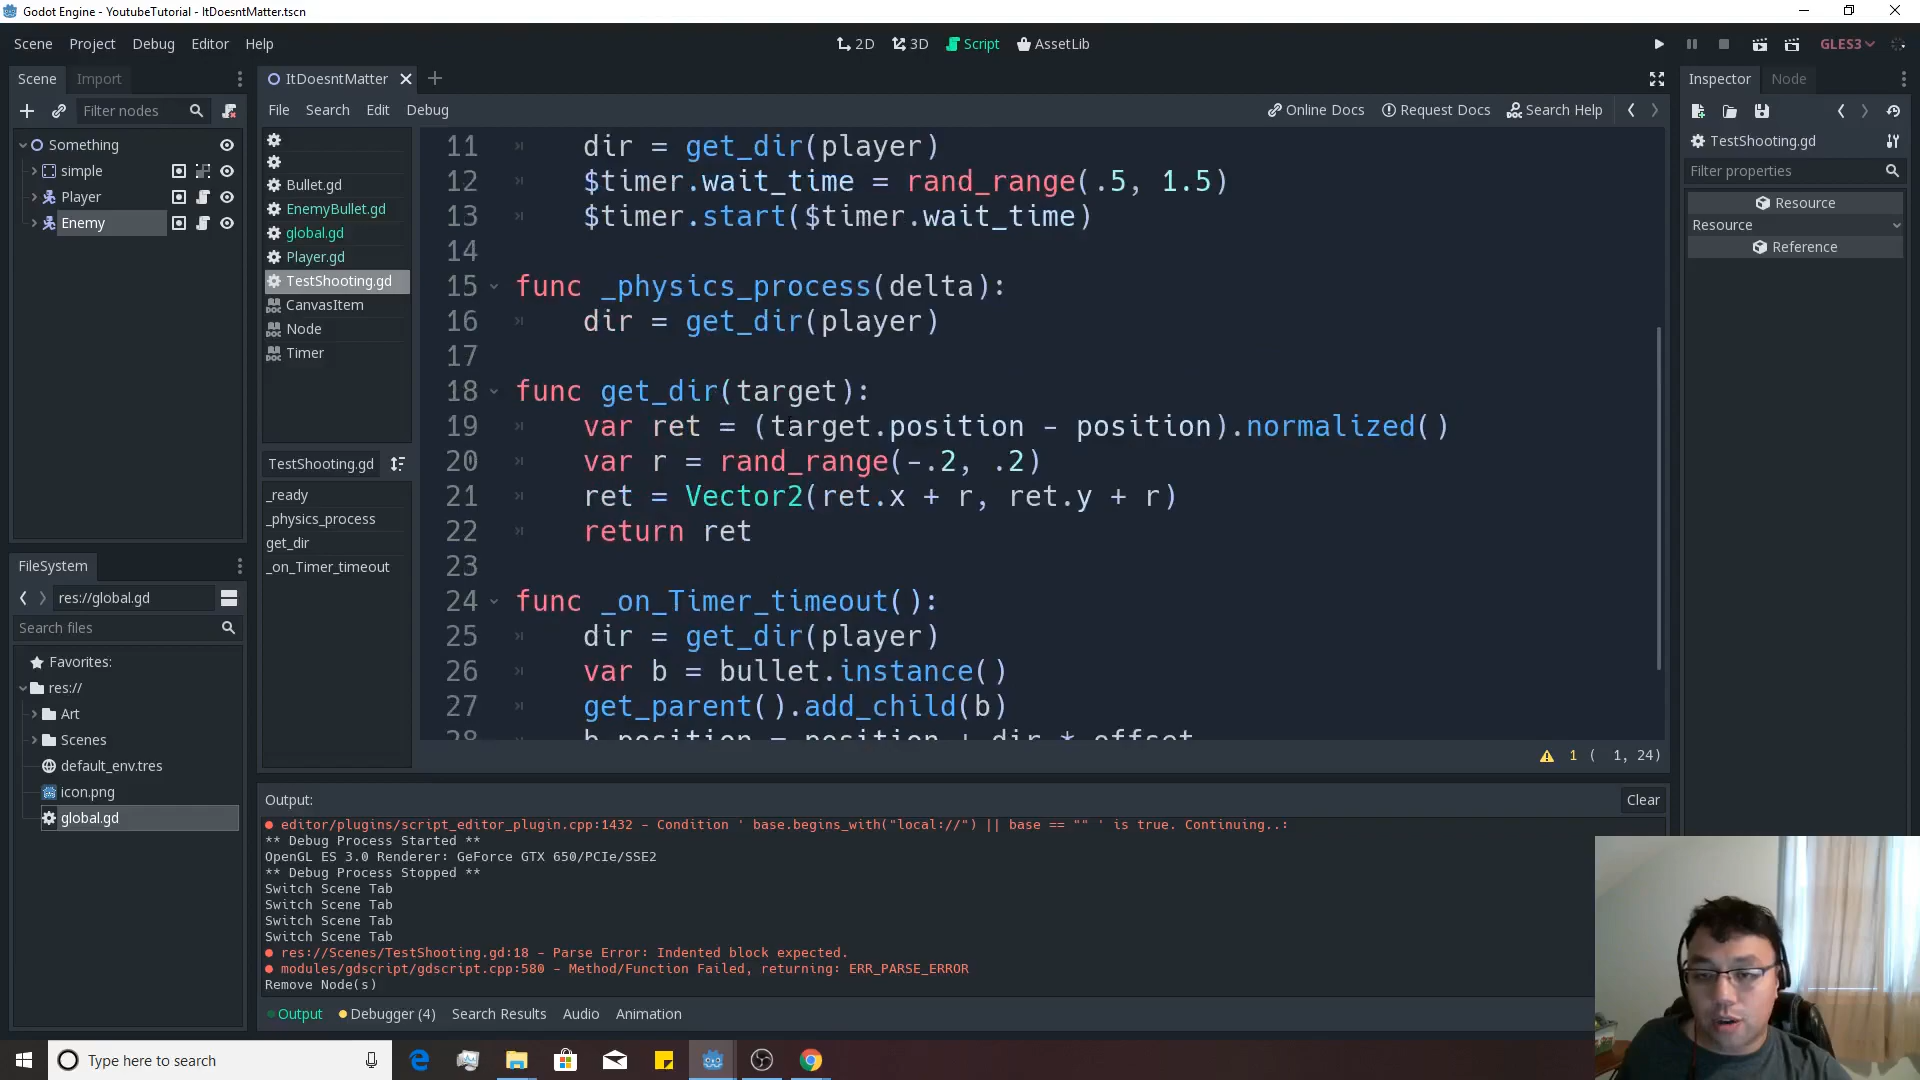 Godot Engine - YoutubeTutorial - ItDoesntMatter.tscn
Scene Project Debug Editor Help
2D 3D Script AssetLib
GLES3
Scene Import
ItDoesntMatter
Inspector Node
Filter nodes
File Search Edit Debug
Online Docs Request Docs Search Help
Something
simple
Player
Enemy
Bullet.gd
EnemyBullet.gd
global.gd
Player.gd
TestShooting.gd
CanvasItem
Node
Timer
TestShooting.gd
_ready
_physics_process
get_dir
_on_Timer_timeout
11 dir = get_dir(player)
12 $timer.wait_time = rand_range(.5, 1.5)
13 $timer.start($timer.wait_time)
14
15 func _physics_process(delta):
16 dir = get_dir(player)
17
18 func get_dir(target):
19 var ret = (target.position - position).normalized()
20 var r = rand_range(-.2, .2)
21 ret = Vector2(ret.x + r, ret.y + r)
22 return ret
23
24 func _on_Timer_timeout():
25 dir = get_dir(player)
26 var b = bullet.instance()
27 get_parent().add_child(b)
28 b.position = position + dir * offset
1 ( 1, 24)
TestShooting.gd
Filter properties
Resource
Resource
Reference
FileSystem
res://global.gd
Search files
Favorites:
res://
Art
Scenes
default_env.tres
icon.png
global.gd
Output:
Clear
editor/plugins/script_editor_plugin.cpp:1432 - Condition ' base.begins_with("local://") || base == "" ' is true. Continuing..:
** Debug Process Started **
OpenGL ES 3.0 Renderer: GeForce GTX 650/PCIe/SSE2
** Debug Process Stopped **
Switch Scene Tab
Switch Scene Tab
Switch Scene Tab
Switch Scene Tab
res://Scenes/TestShooting.gd:18 - Parse Error: Indented block expected.
modules/gdscript/gdscript.cpp:580 - Method/Function Failed, returning: ERR_PARSE_ERROR
Remove Node(s)
Output Debugger (4) Search Results Audio Animation
Type here to search